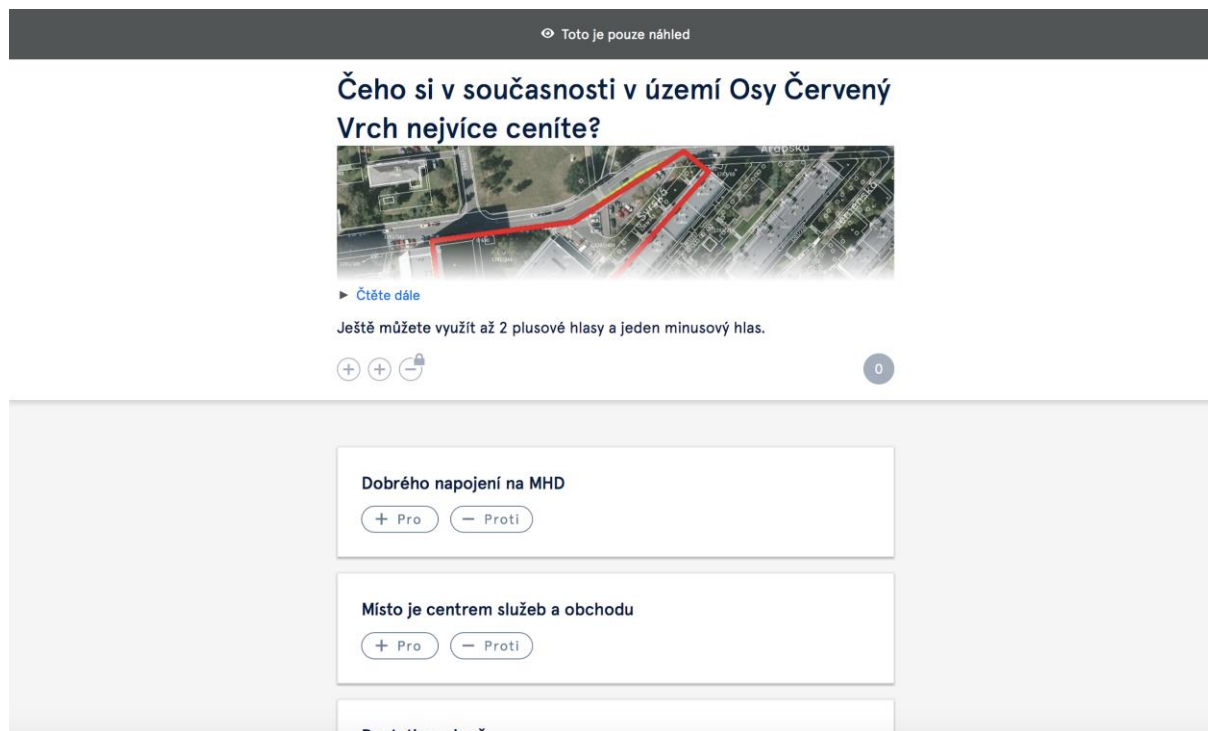 Toto je pouze náhled
Čeho si v současnosti v území Osy Červený
Vrch nejvíce ceníte?
Arabská
► Čtěte dále
Ještě můžete využít až 2 plusové hlasy a jeden minusový hlas.
0
Dobrého napojení na MHD
+ Pro — Proti
Místo je centrem služeb a obchodu
+ Pro — Proti